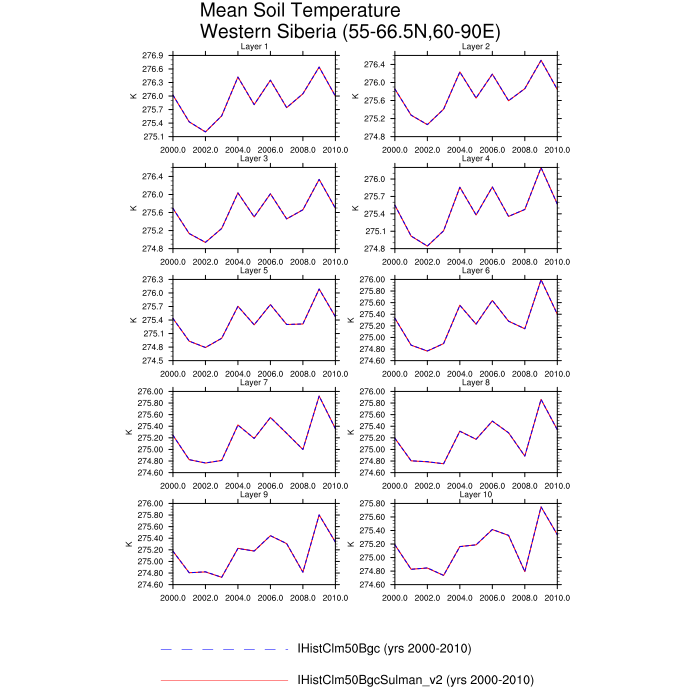 Mean Soil Temperature
Western Siberia (55-66.5N,60-90E)
Layer 1
276.9
276.6
276.3
276.0
275.7
275.4
275.1
K
2000.0 2002.0 2004.0 2006.0 2008.0 2010.0
Layer 2
276.4
276.0
275.6
275.2
274.8
K
2000.0 2002.0 2004.0 2006.0 2008.0 2010.0
Layer 3
276.4
276.0
275.6
275.2
274.8
K
2000.0 2002.0 2004.0 2006.0 2008.0 2010.0
Layer 4
276.0
275.7
275.4
275.1
274.8
K
2000.0 2002.0 2004.0 2006.0 2008.0 2010.0
Layer 5
276.3
276.0
275.7
275.4
275.1
274.8
274.5
K
2000.0 2002.0 2004.0 2006.0 2008.0 2010.0
Layer 6
276.00
275.80
275.60
275.40
275.20
275.00
274.80
274.60
K
2000.0 2002.0 2004.0 2006.0 2008.0 2010.0
Layer 7
276.00
275.80
275.60
275.40
275.20
275.00
274.80
274.60
K
2000.0 2002.0 2004.0 2006.0 2008.0 2010.0
Layer 8
276.00
275.80
275.60
275.40
275.20
275.00
274.80
274.60
K
2000.0 2002.0 2004.0 2006.0 2008.0 2010.0
Layer 9
276.00
275.80
275.60
275.40
275.20
275.00
274.80
274.60
K
2000.0 2002.0 2004.0 2006.0 2008.0 2010.0
Layer 10
275.80
275.60
275.40
275.20
275.00
274.80
274.60
K
2000.0 2002.0 2004.0 2006.0 2008.0 2010.0
IHistClm50Bgc (yrs 2000-2010)
IHistClm50BgcSulman_v2 (yrs 2000-2010)